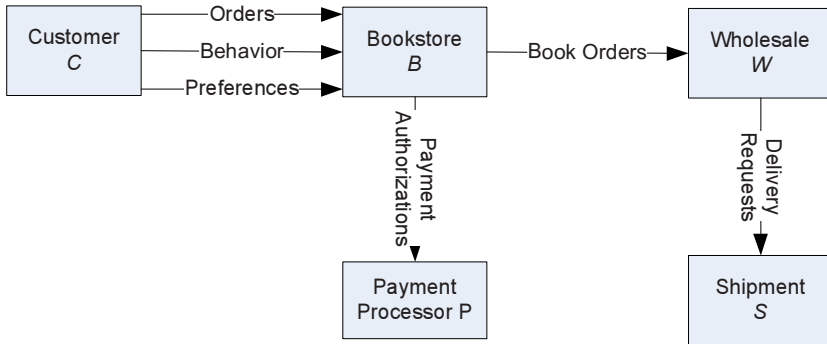 Customer
C
Orders
Behavior
Preferences
Bookstore
B
Book Orders
Wholesale
W
Payment
Authorizations
Delivery
Requests
Payment
Processor P
Shipment
S